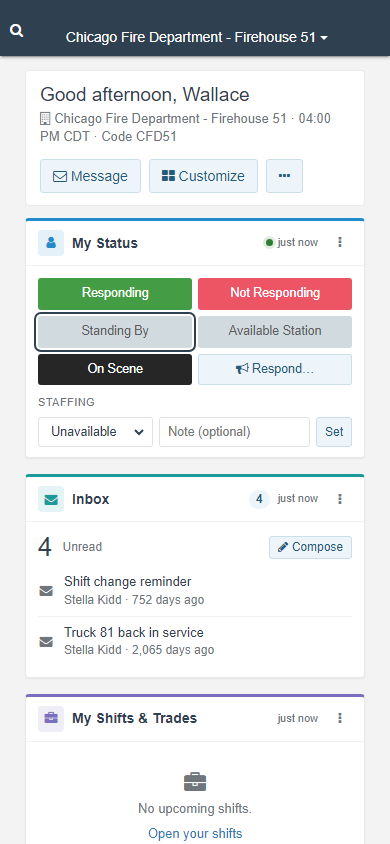 Chicago Fire Department - Firehouse 51
Good afternoon, Wallace
Chicago Fire Department - Firehouse 51 · 04:00
PM CDT · Code CFD51
Message
Customize
My Status
just now
Responding
Not Responding
Standing By
Available Station
On Scene
Respond…
STAFFING
Unavailable
Note (optional)
Set
Inbox
4
just now
4 Unread
Compose
Shift change reminder
Stella Kidd · 752 days ago
Truck 81 back in service
Stella Kidd · 2,065 days ago
My Shifts & Trades
just now
No upcoming shifts.
Open your shifts